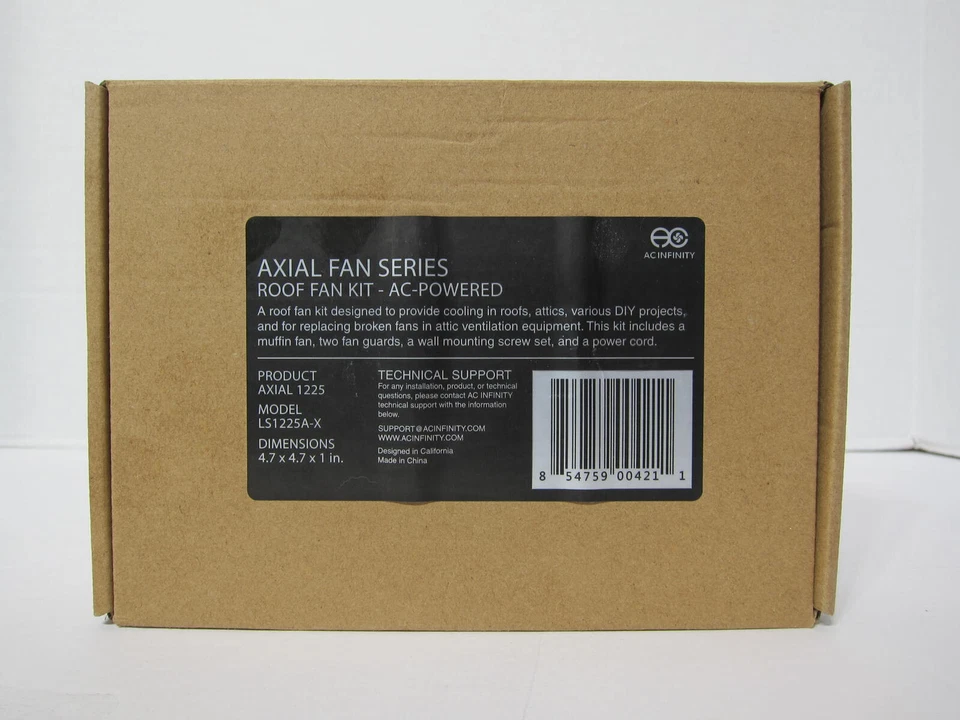 AC INFINITY
AXIAL FAN SERIES
ROOF FAN KIT - AC-POWERED
A roof fan kit designed to provide cooling in roofs, attics, various DIY projects,
and for replacing broken fans in attic ventilation equipment. This kit includes a
muffin fan, two fan guards, a wall mounting screw set, and a power cord.
PRODUCT
AXIAL 1225
MODEL
LS1225A-X
DIMENSIONS
4.7 x 4.7 x 1 in.
TECHNICAL SUPPORT
For any installation, product, or technical
questions, please contact AC INFINITY
technical support with the information
below.
SUPPORT@ACINFINITY.COM
WWW.ACINFINITY.COM
Designed in California
Made in China
8 54759 00421 1